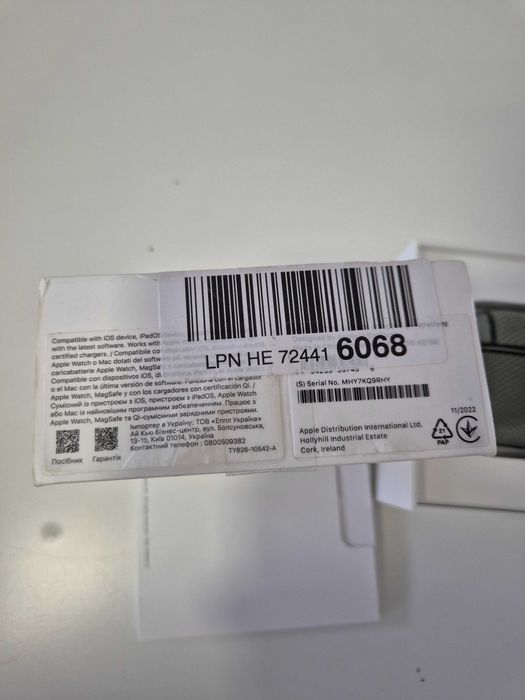 LPN HE 72441 6068
Compatible with iOS device, iPadOS
with the latest software. Works
certified chargers. / Compatible co
Apple Watch o Mac dotati del softw
caricabatterie Apple Watch, MagSa
Compatible con dispositivos iOS, di
o Mac con la última versión de software. Funciona con el cargador
Apple Watch, MagSafe y con los cargadores con certificación Qi. /
Сумісний із пристроєм з iOS, пристроєм з iPadOS, Apple Watch
або Mac із найновішим програмним забезпеченням. Працює з
Apple Watch, MagSafe та Qi-сумісними зарядними пристроями.
Посібник
Гарантія
Імпортер в Україну: ТОВ «Епл Україна»
Ай Кью Бізнес-центр, вул. Болсуновська,
13-15, Київ 01014, Україна
Контактний телефон : 0800509382
TY826-10542-A
(S) Serial No. MHY7KQ9RHY
11/2022
Apple Distribution International Ltd.
Hollyhill Industrial Estate
Cork, Ireland
21
PAP